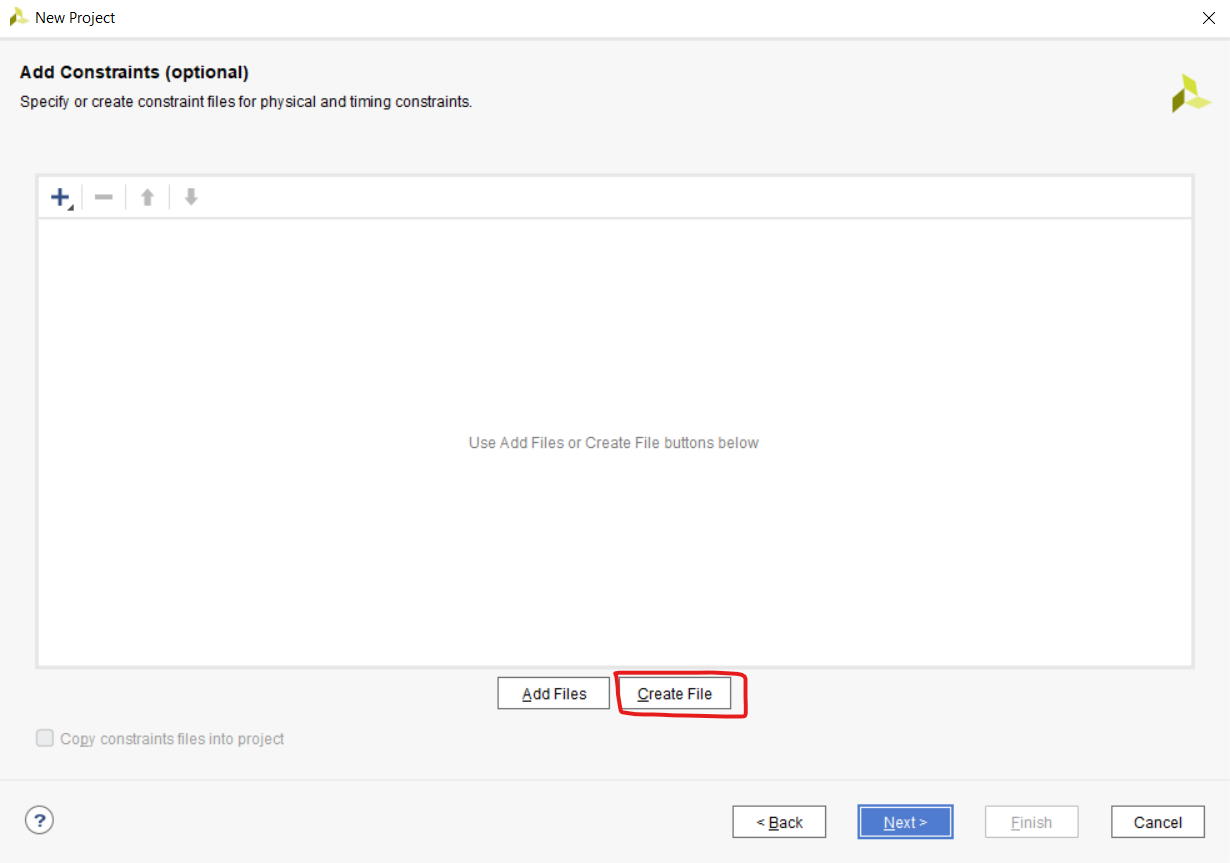 New Project
Add Constraints (optional)
Specify or create constraint files for physical and timing constraints.
Use Add Files or Create File buttons below
Add Files Create File
Copy constraints files into project
? < Back Next > Finish Cancel